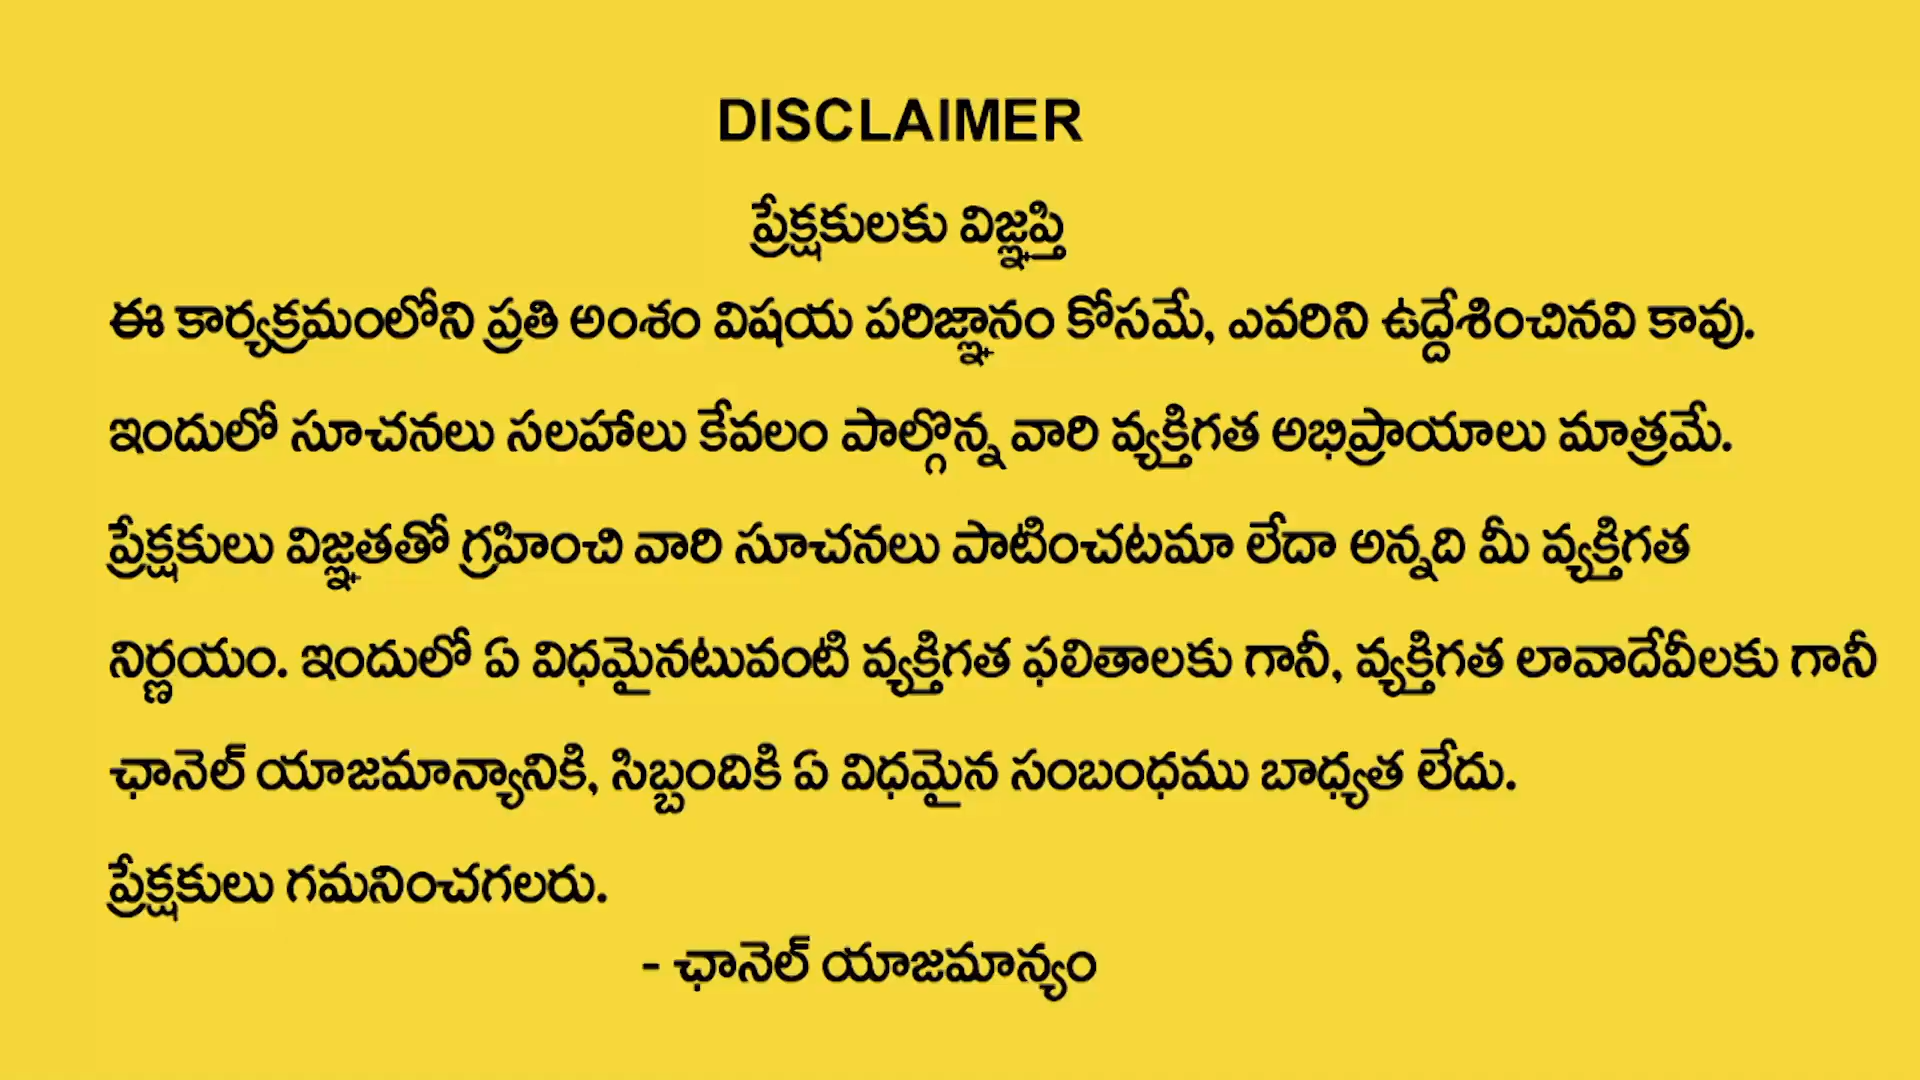 DISCLAIMER
ప్రేక్షకులకు విజ్ఞప్తి
ఈ కార్యక్రమంలోని ప్రతి అంశం విషయ పరిజ్ఞానం కోసమే, ఎవరిని ఉద్దేశించినవి కావు.
ఇందులో సూచనలు సలహాలు కేవలం పాల్గొన్న వారి వ్యక్తిగత అభిప్రాయాలు మాత్రమే.
ప్రేక్షకులు విజ్ఞతతో గ్రహించి వారి సూచనలు పాటించటమా లేదా అన్నది మీ వ్యక్తిగత
నిర్ణయం. ఇందులో ఏ విధమైనటువంటి వ్యక్తిగత ఫలితాలకు గానీ, వ్యక్తిగత లావాదేవీలకు గానీ
ఛానెల్ యాజమాన్యానికి, సిబ్బందికి ఏ విధమైన సంబంధము బాధ్యత లేదు.
ప్రేక్షకులు గమనించగలరు.
- ఛానెల్ యాజమాన్యం